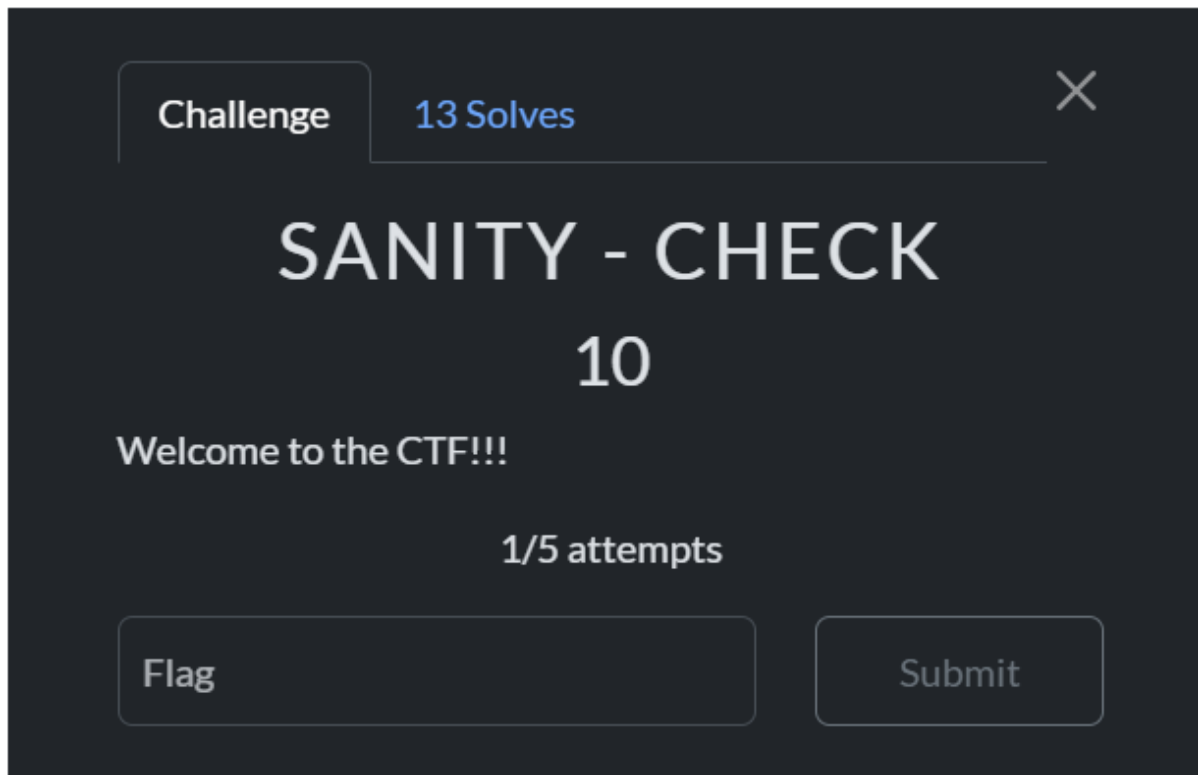 Challenge 13 Solves
SANITY - CHECK
10
Welcome to the CTF!!!
1/5 attempts
Flag Submit